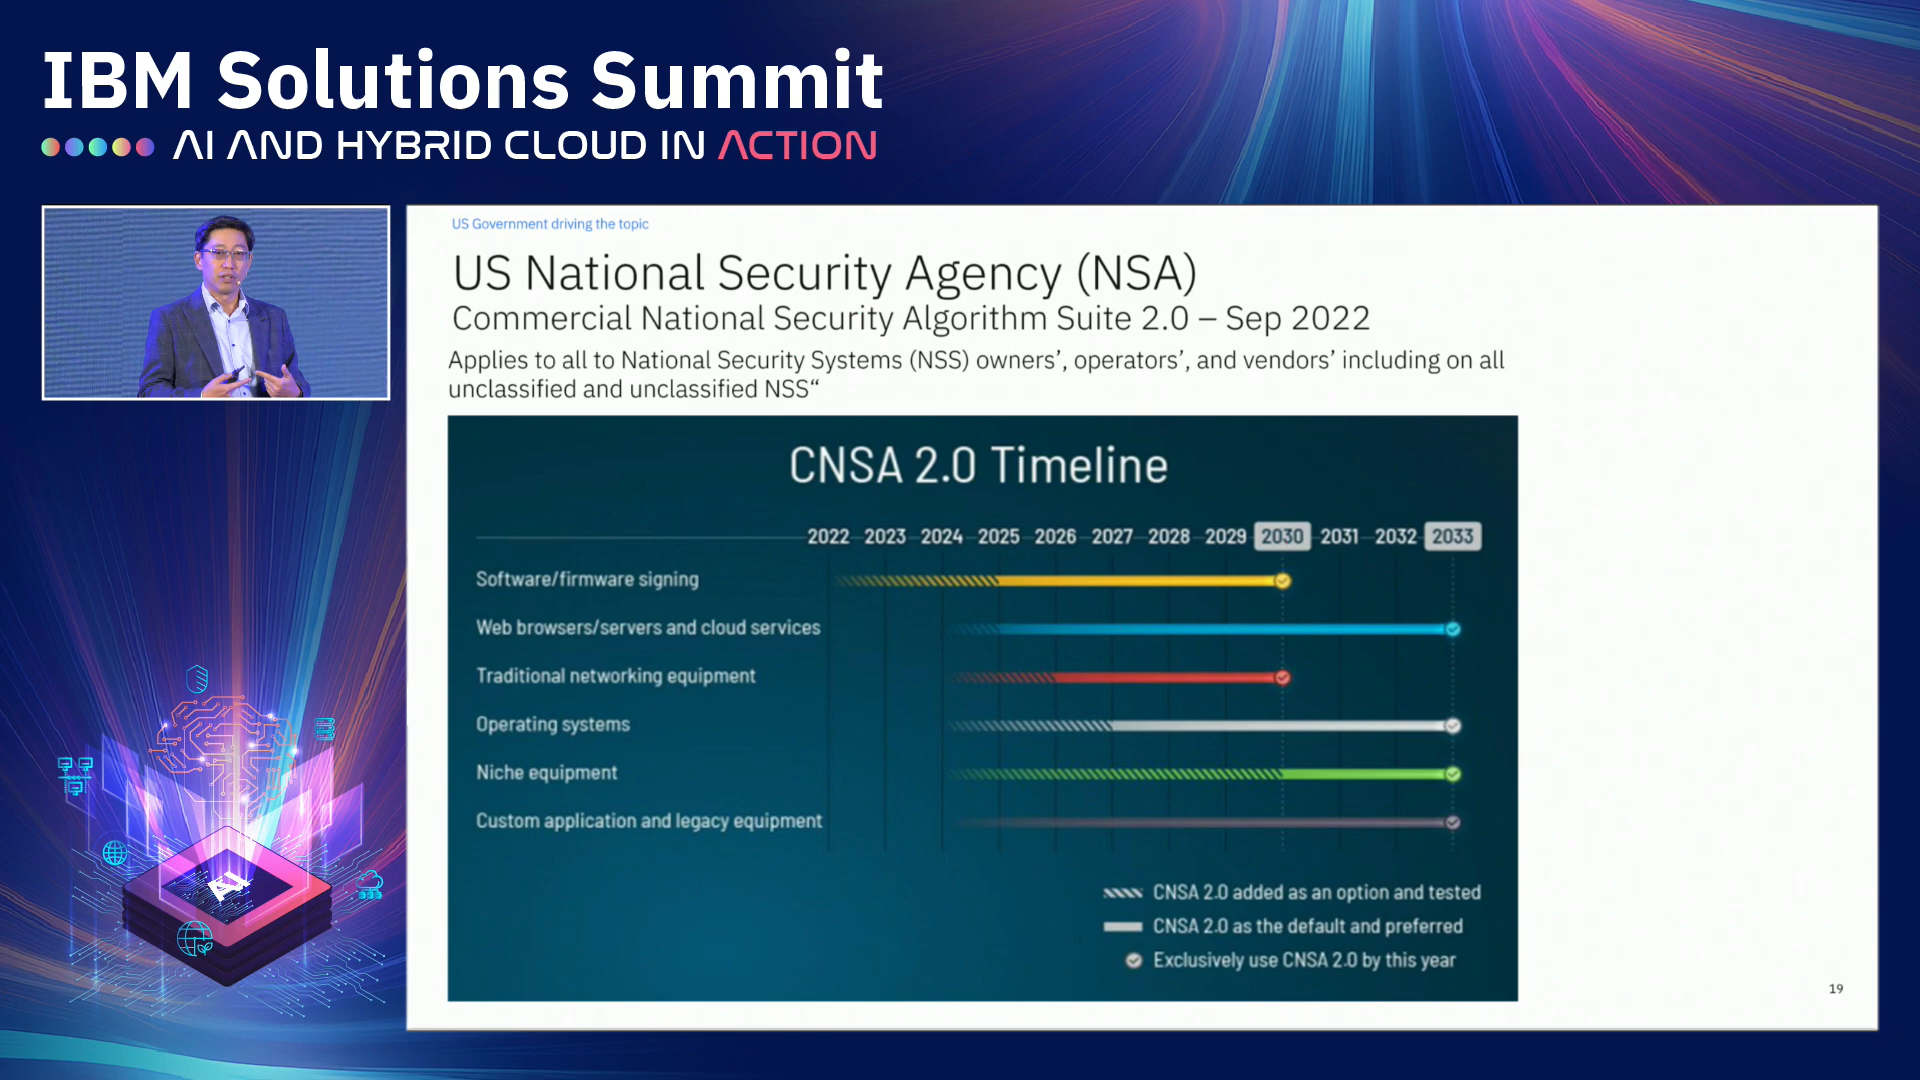 IBM Solutions Summit
AI AND HYBRID CLOUD IN ACTION
US Government driving the topic
US National Security Agency (NSA)
Commercial National Security Algorithm Suite 2.0 – Sep 2022
Applies to all to National Security Systems (NSS) owners’, operators’, and vendors’ including on all
unclassified and unclassified NSS“
CNSA 2.0 Timeline
2022 2023 2024 2025 2026 2027 2028 2029 2030 2031 2032 2033
Software/firmware signing
Web browsers/servers and cloud services
Traditional networking equipment
Operating systems
Niche equipment
Custom application and legacy equipment
CNSA 2.0 added as an option and tested
CNSA 2.0 as the default and preferred
Exclusively use CNSA 2.0 by this year
19
AI